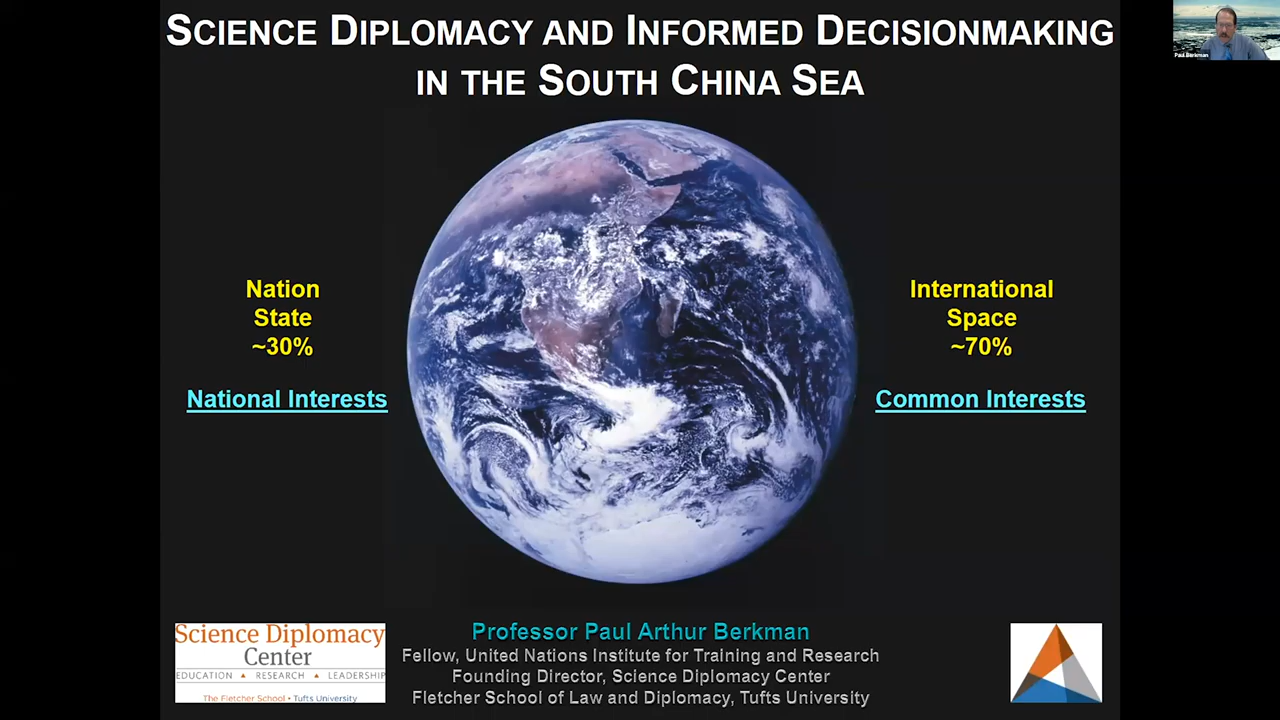 SCIENCE DIPLOMACY AND INFORMED DECISIONMAKING
IN THE SOUTH CHINA SEA
Paul Berkman
Nation
State
~30%
National Interests
International
Space
~70%
Common Interests
Science Diplomacy
Center
EDUCATION ▲ RESEARCH ▲ LEADERSHIP
The Fletcher School • Tufts University
Professor Paul Arthur Berkman
Fellow, United Nations Institute for Training and Research
Founding Director, Science Diplomacy Center
Fletcher School of Law and Diplomacy, Tufts University